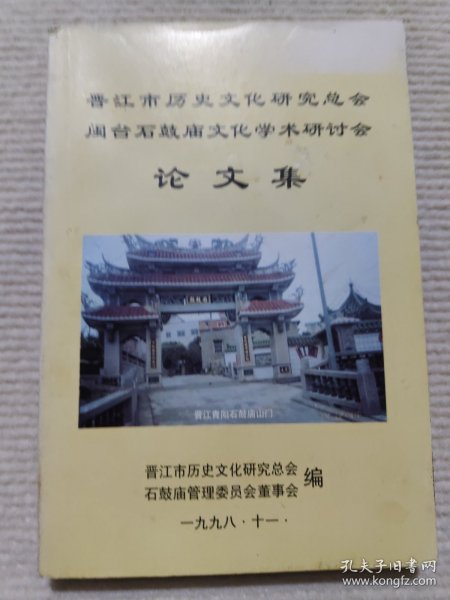 晋江市历史文化研究总会
闽台石鼓庙文化学术研讨会
论文集
晋江青阳石鼓庙山门
晋江市历史文化研究总会
石鼓庙管理委员会董事会
编
一九九八·十一·
孔夫子旧书网
www.kongfz.com